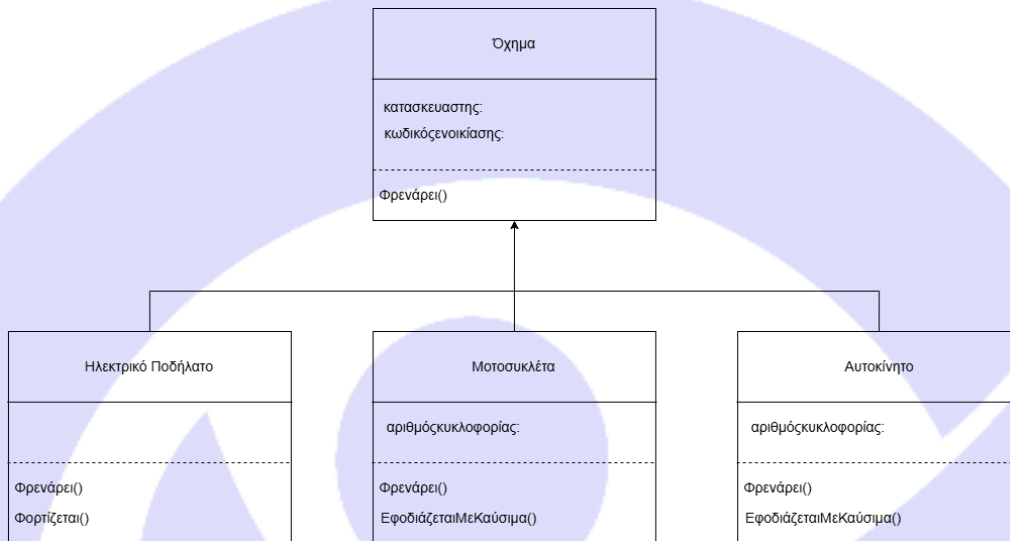 Όχημα
κατασκευαστης:
κωδικόςενοικίασης:
Φρενάρει()
Ηλεκτρικό Ποδήλατο
Φρενάρει()
Φορτίζεται()
Μοτοσυκλέτα
αριθμόςκυκλοφορίας:
Φρενάρει()
ΕφοδιάζεταιΜεΚαύσιμα()
Αυτοκίνητο
αριθμόςκυκλοφορίας:
Φρενάρει()
ΕφοδιάζεταιΜεΚαύσιμα()